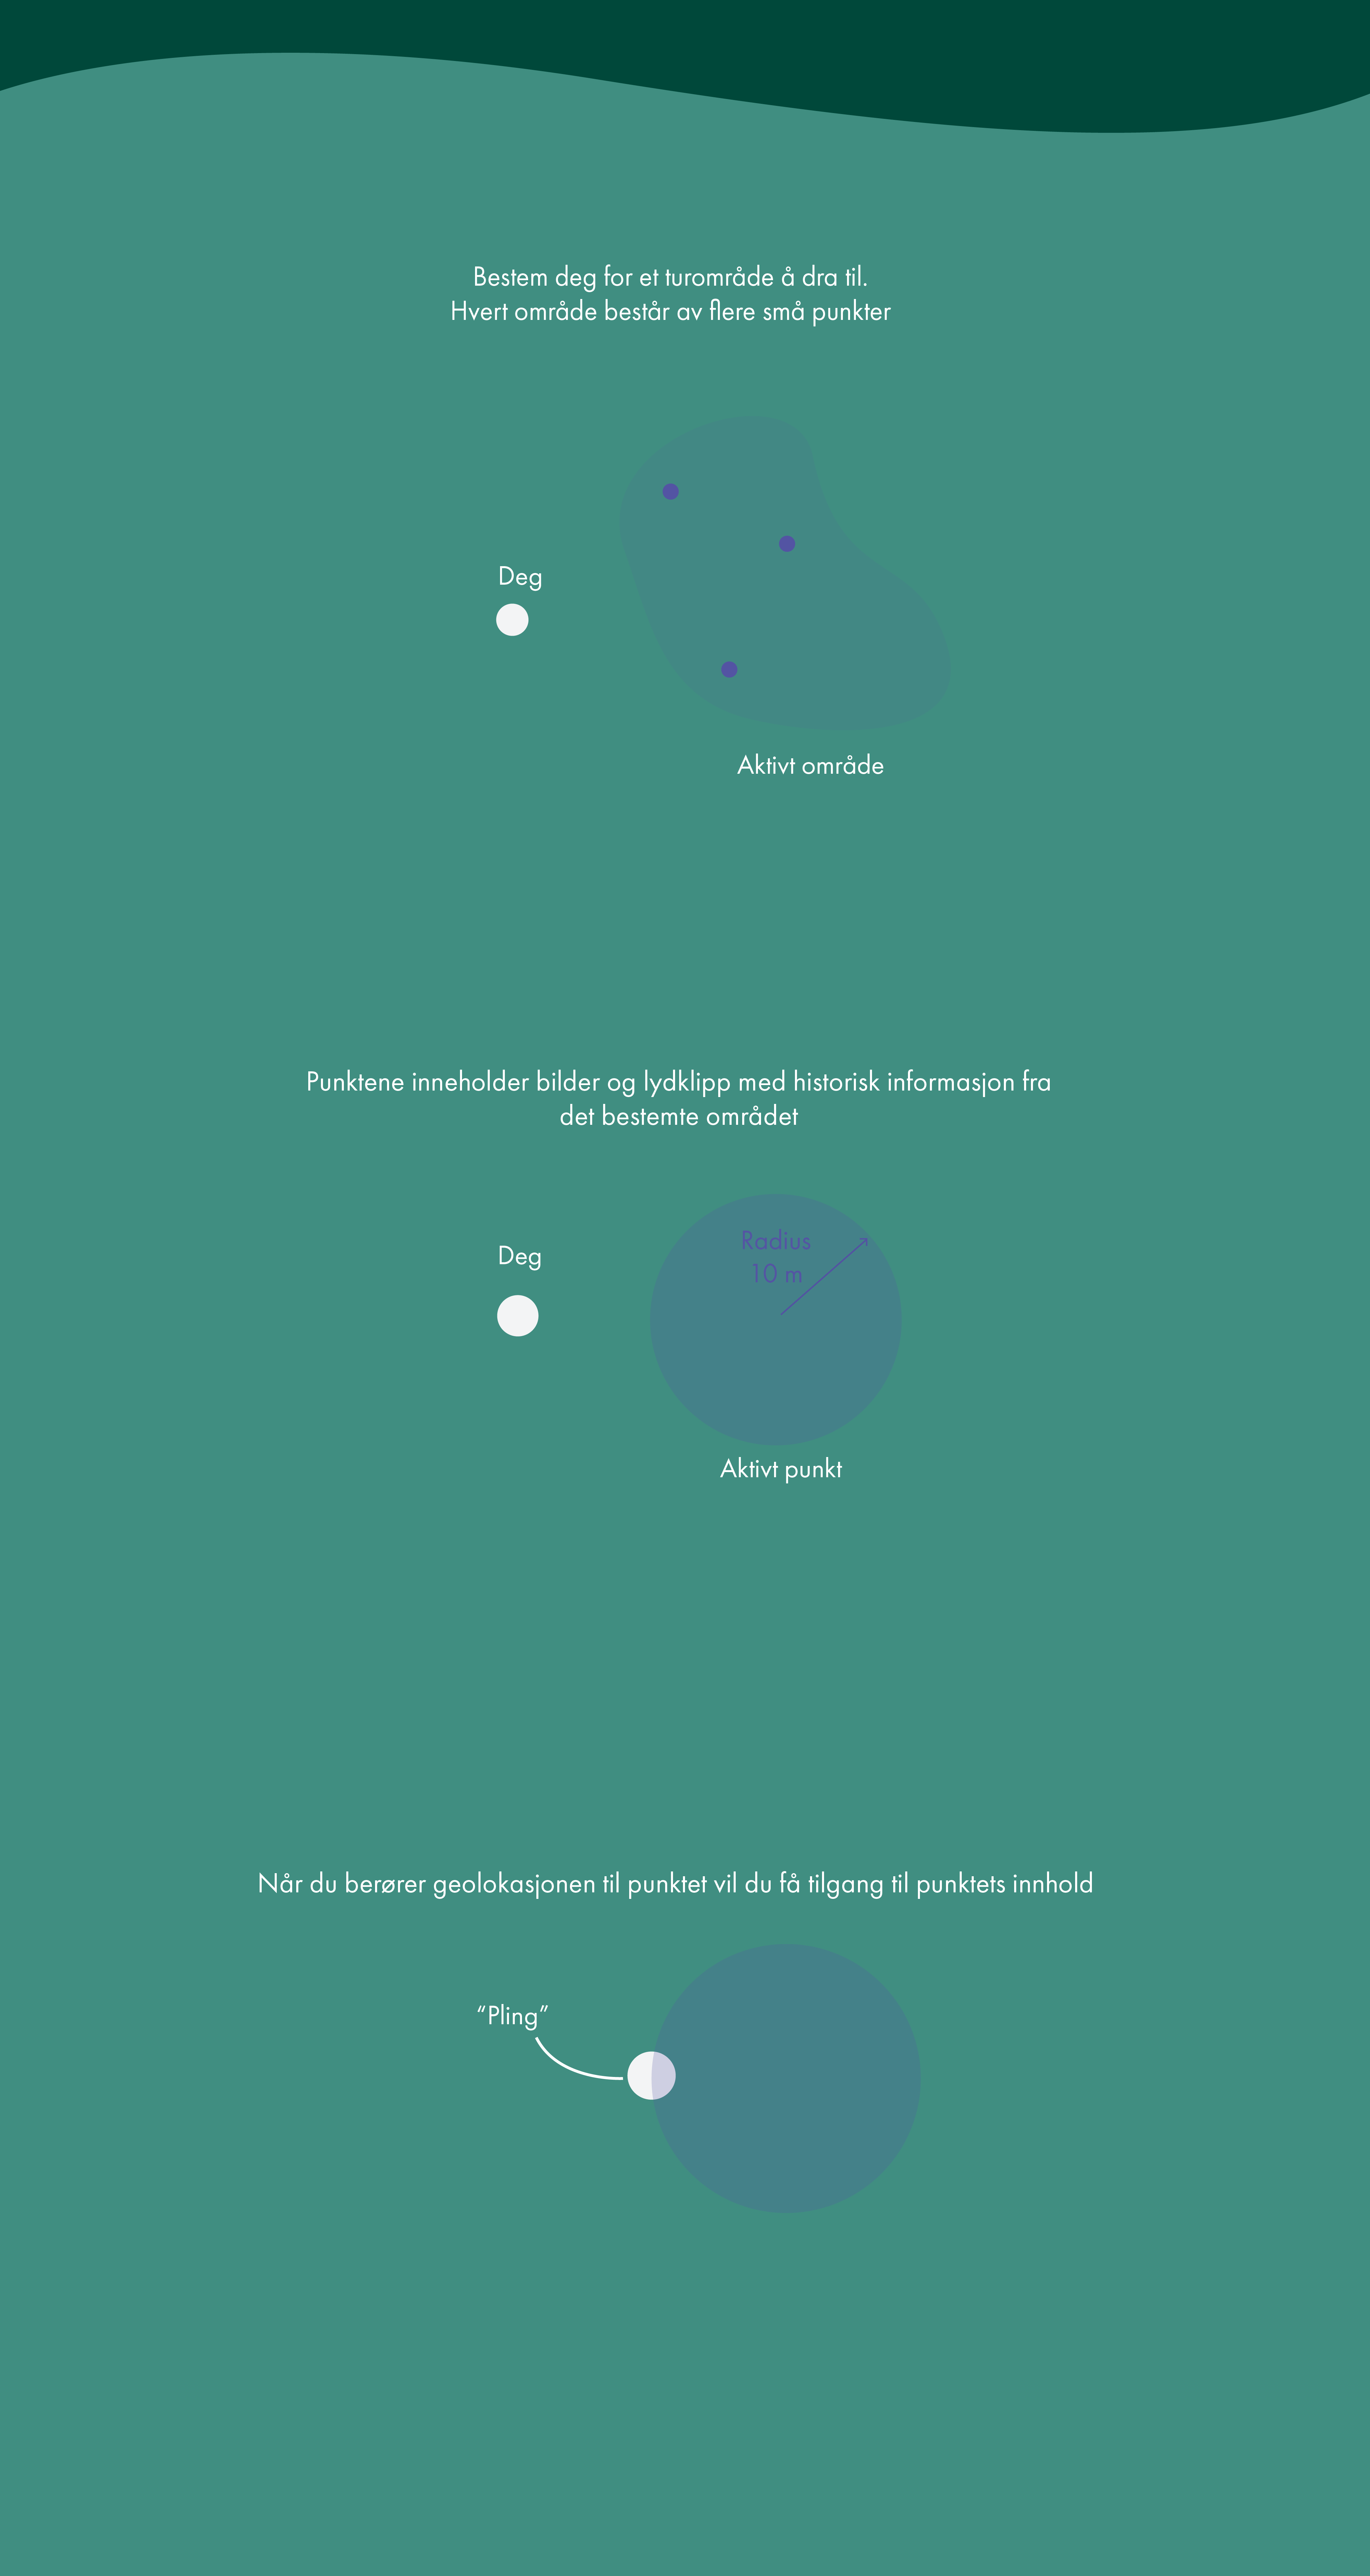 Bestem deg for et turområde å dra til.
Hvert område består av flere små punkter
Deg
Aktivt område
Punktene inneholder bilder og lydklipp med historisk informasjon fra
det bestemte området
Radius
10 m
Deg
Aktivt punkt
Når du berører geolokasjonen til punktet vil du få tilgang til punktets innhold
“Pling”